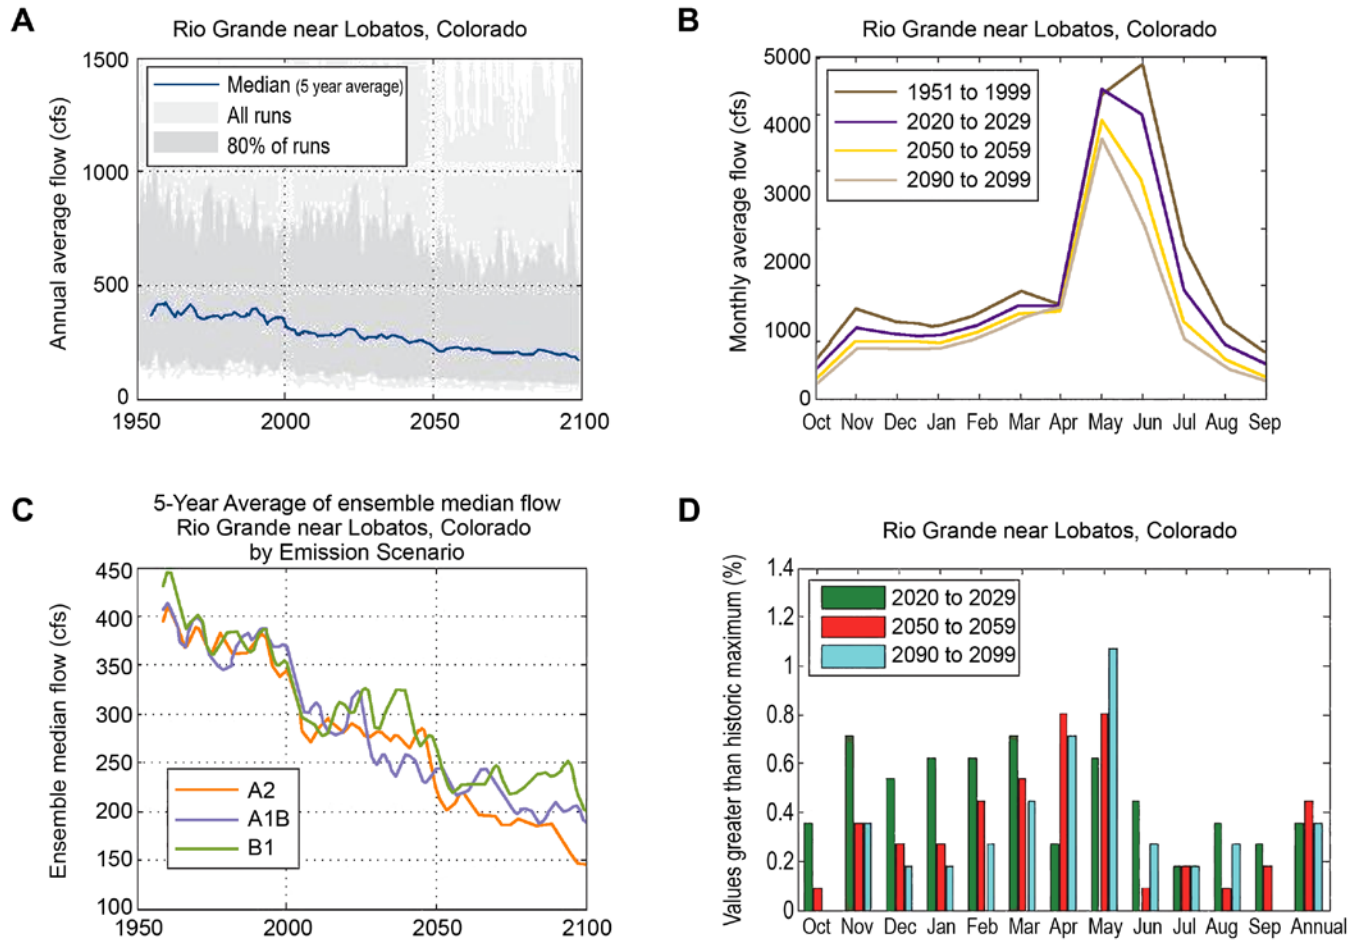 A
Rio Grande near Lobatos, Colorado
Annual average flow (cfs)
1500
1000
500
0
Median (5 year average)
All runs
80% of runs
1950
2000
2050
2100
B
Rio Grande near Lobatos, Colorado
Monthly average flow (cfs)
5000
4000
3000
2000
1000
0
1951 to 1999
2020 to 2029
2050 to 2059
2090 to 2099
Oct Nov Dec Jan Feb Mar Apr May Jun Jul Aug Sep
C
5-Year Average of ensemble median flow
Rio Grande near Lobatos, Colorado
by Emission Scenario
Ensemble median flow (cfs
450
400
350
300
250
200
150
100
A2
A1B
B1
1950
2000
2050
2100
D
Rio Grande near Lobatos, Colorado
Values greater than historic maximum (%)
1.4
1.2
1
0.8
0.6
0.4
0.2
0
2020 to 2029
2050 to 2059
2090 to 2099
Oct Nov Dec Jan Feb Mar Apr May Jun Jul Aug Sep Annual